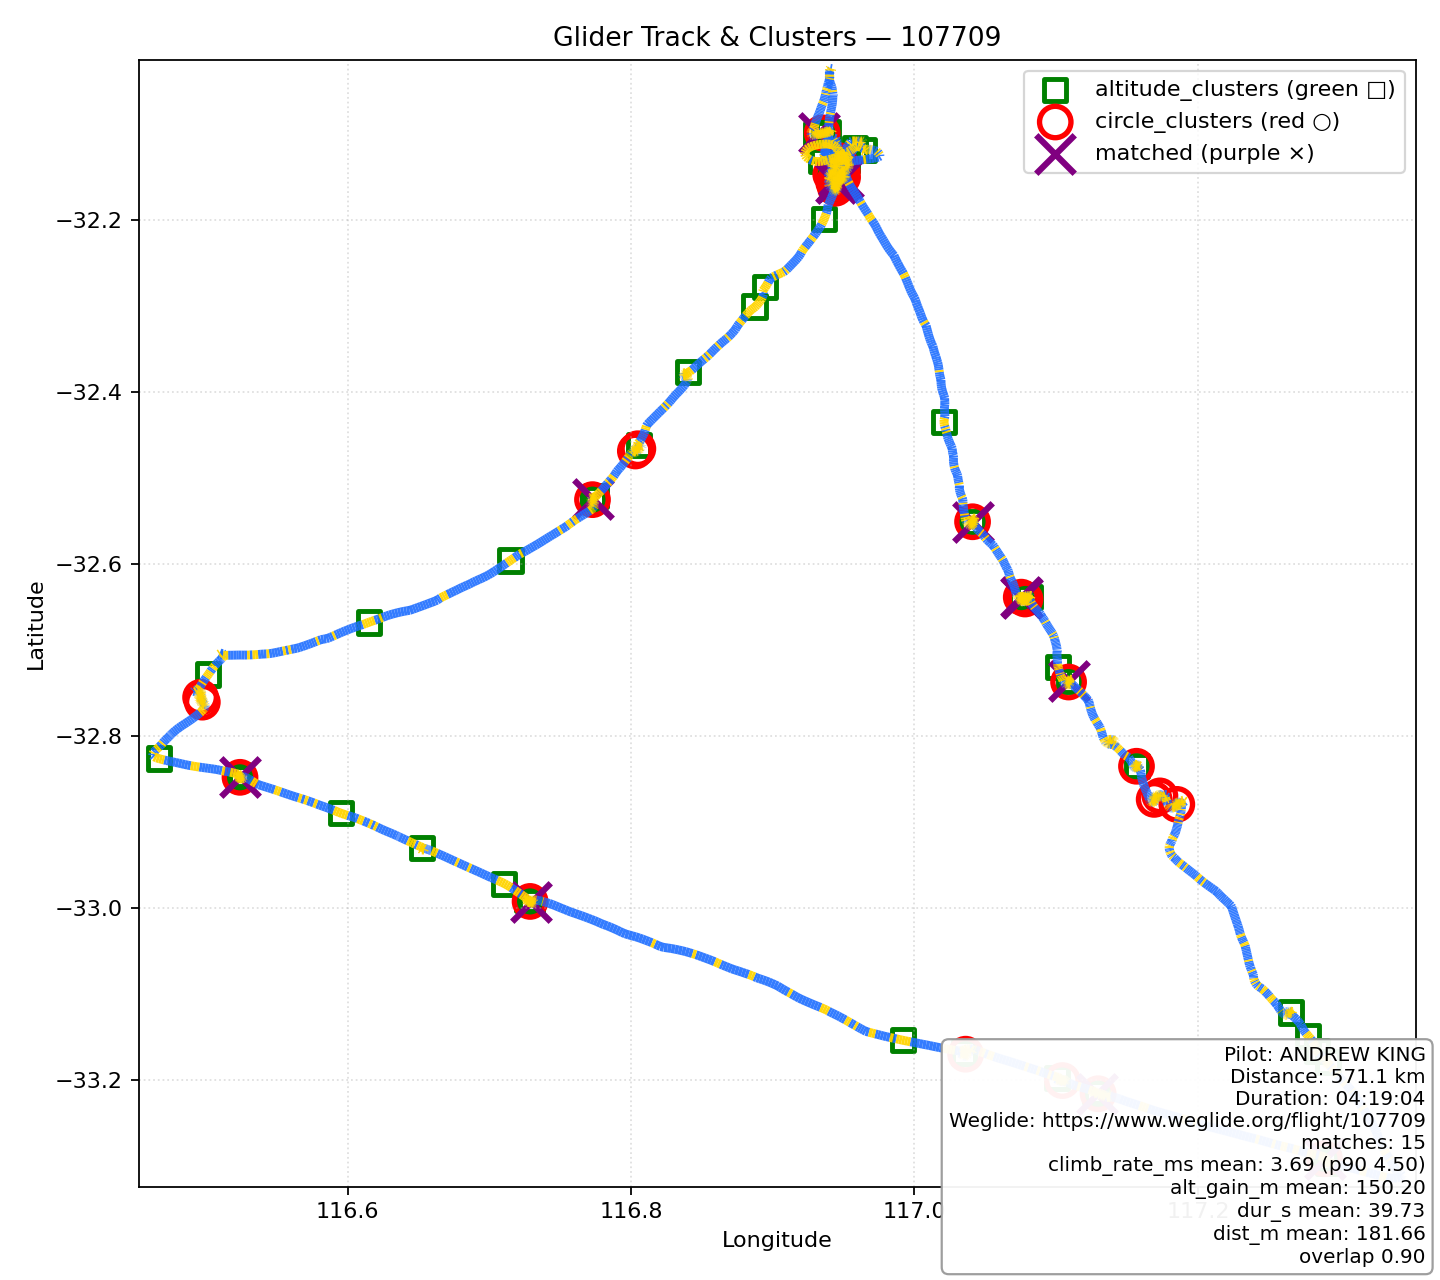 Glider Track & Clusters — 107709
altitude_clusters (green □)
circle_clusters (red ○)
matched (purple ×)
Latitude
−32.2
−32.4
−32.6
−32.8
−33.0
−33.2
116.6
116.8
117.0
117.2
Longitude
Pilot: ANDREW KING
Distance: 571.1 km
Duration: 04:19:04
Weglide: https://www.weglide.org/flight/107709
matches: 15
climb_rate_ms mean: 3.69 (p90 4.50)
alt_gain_m mean: 150.20
dur_s mean: 39.73
dist_m mean: 181.66
overlap 0.90